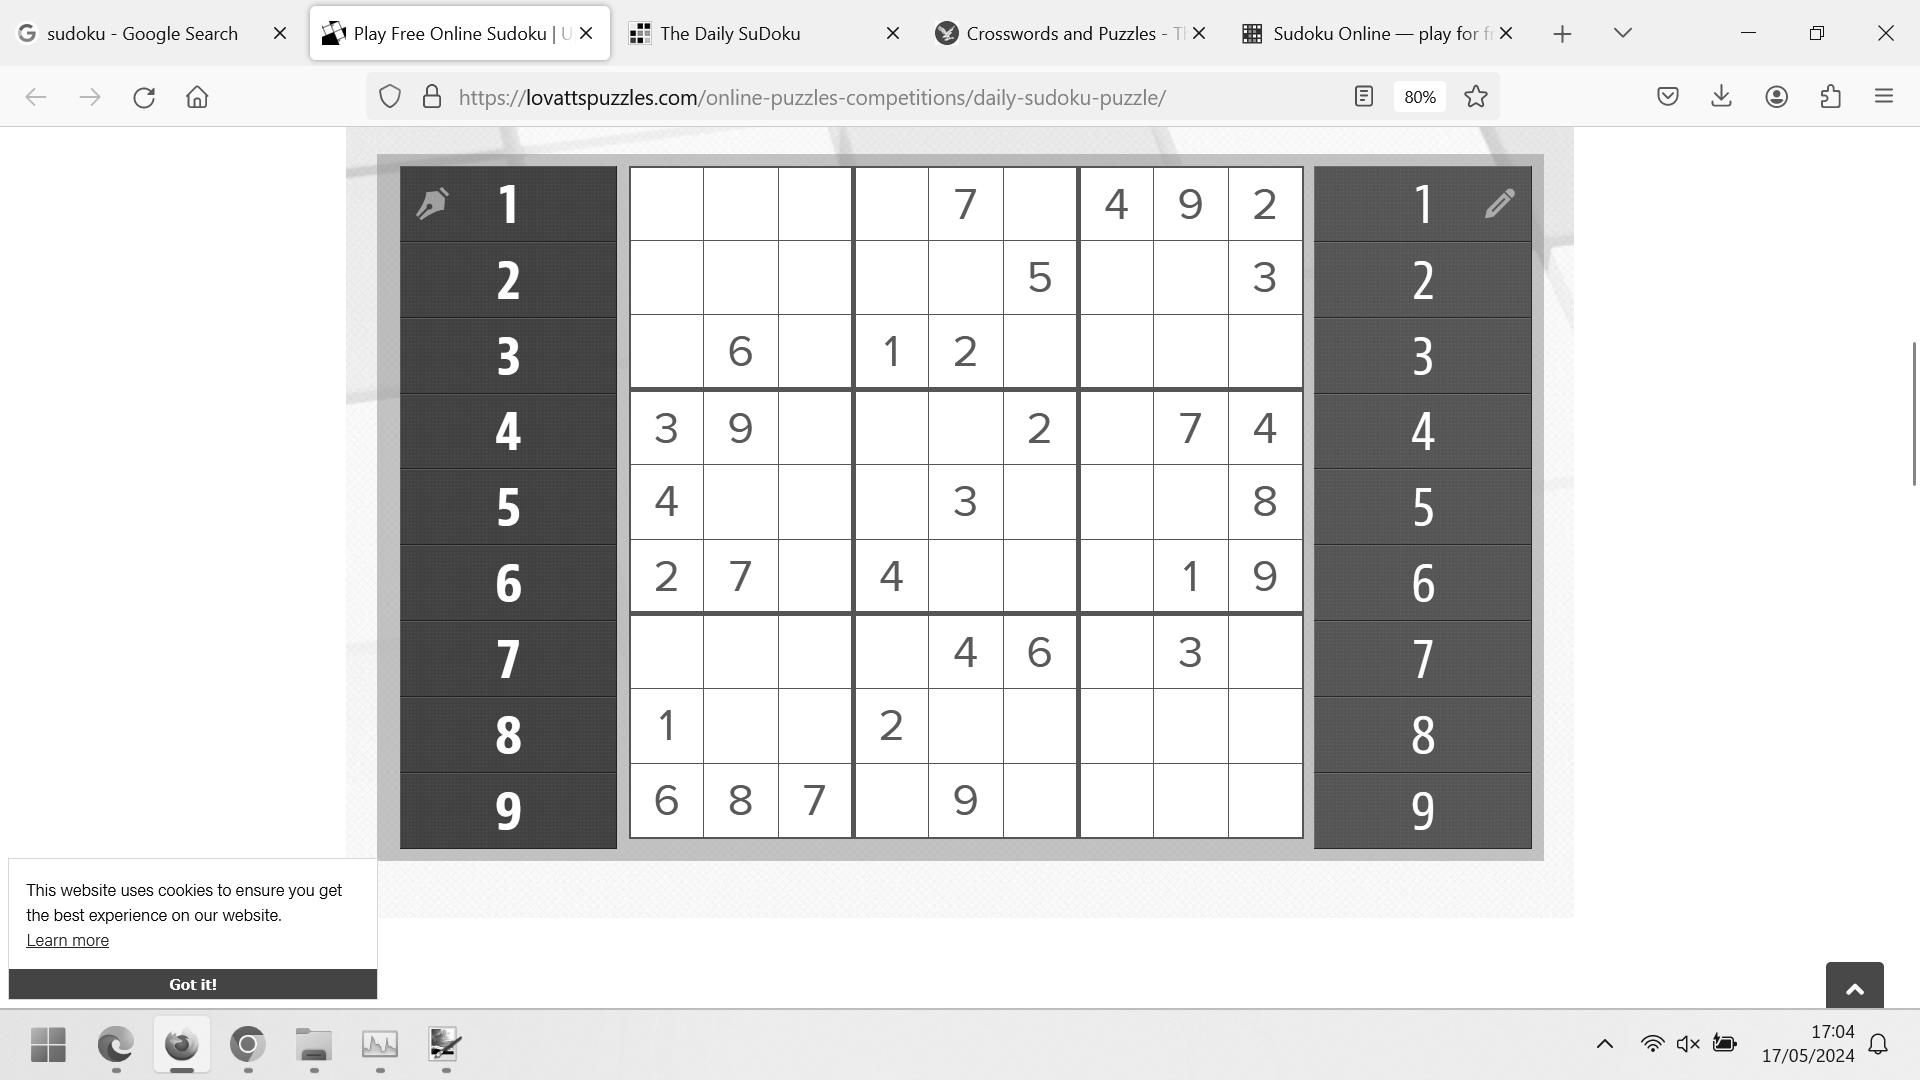 sudoku - Google Search
Play Free Online Sudoku | U
The Daily SuDoku
Crosswords and Puzzles - Th
Sudoku Online — play for fr
https://lovattspuzzles.com/online-puzzles-competitions/daily-sudoku-puzzle/
80%
1 7 4 9 2 1
2 5 3 2
3 6 1 2 3
4 3 9 2 7 4 4
5 4 3 8 5
6 2 7 4 1 9 6
7 4 6 3 7
8 1 2 8
9 6 8 7 9 9
This website uses cookies to ensure you get
the best experience on our website.
Learn more
Got it!
17:04
17/05/2024